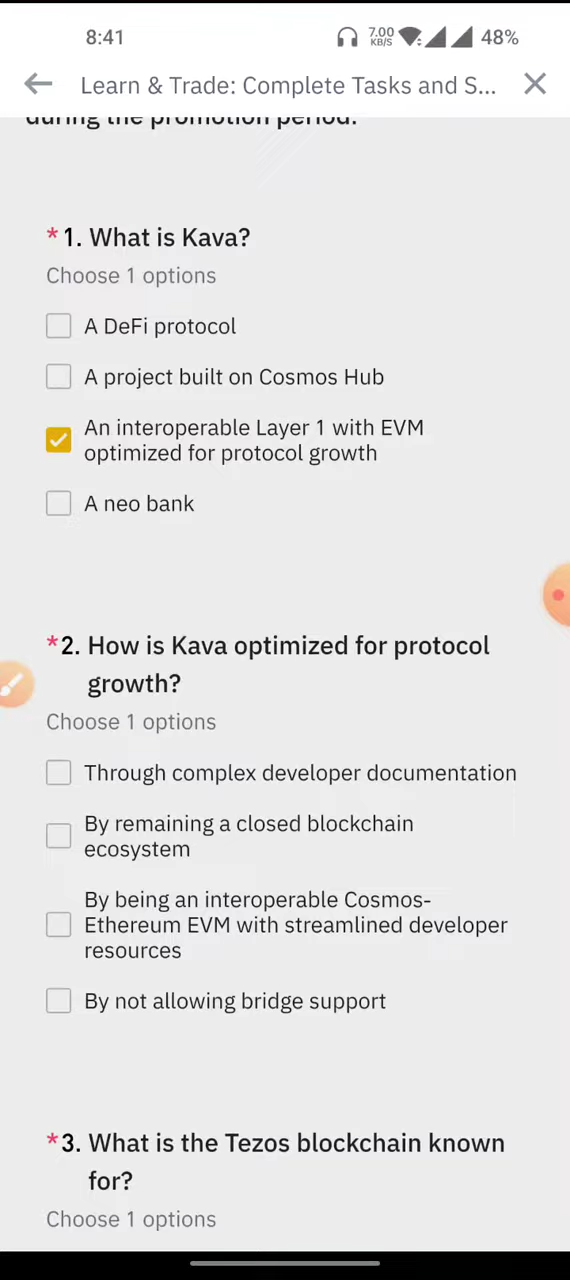 8:41
7.00
KB/S
48%
Learn & Trade: Complete Tasks and S...
during the promotion period.
*1. What is Kava?
Choose 1 options
A DeFi protocol
A project built on Cosmos Hub
An interoperable Layer 1 with EVM
optimized for protocol growth
A neo bank
*2. How is Kava optimized for protocol
growth?
Choose 1 options
Through complex developer documentation
By remaining a closed blockchain
ecosystem
By being an interoperable Cosmos-
Ethereum EVM with streamlined developer
resources
By not allowing bridge support
*3. What is the Tezos blockchain known
for?
Choose 1 options